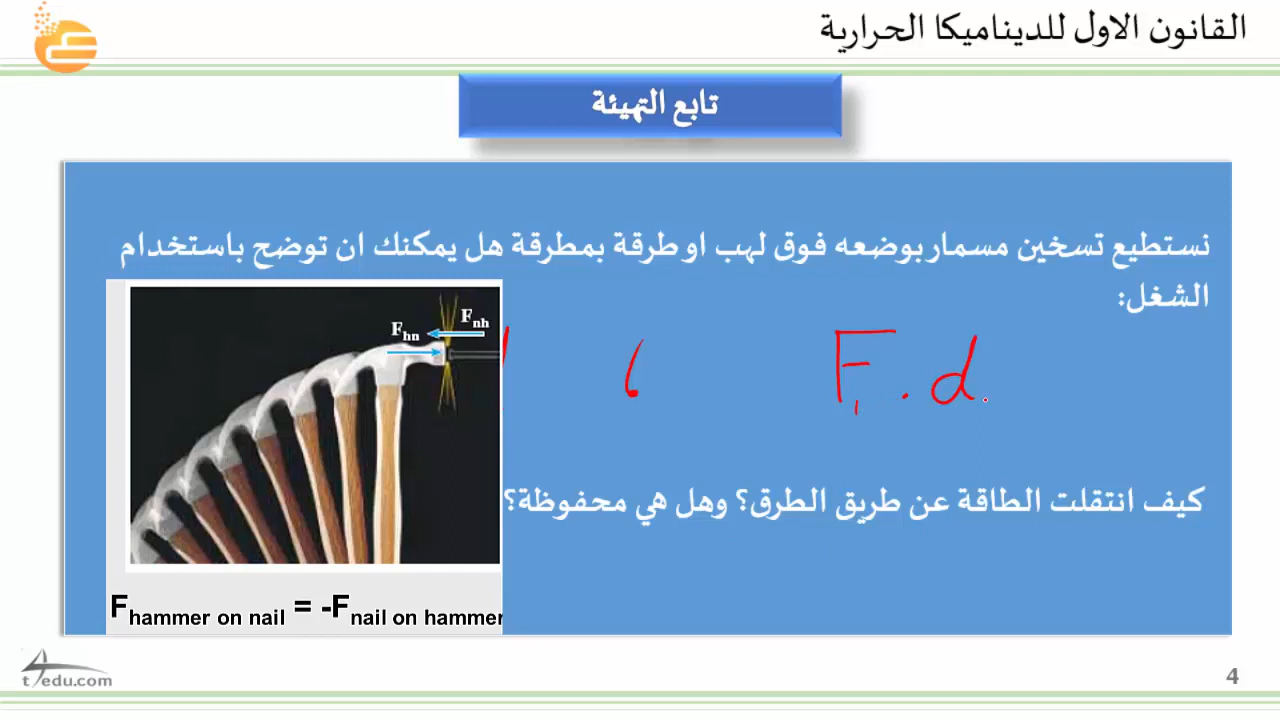 القانون الاول للديناميكا الحرارية
تابع التهيئة
نستطيع تسخين مسمار بوضعه فوق لهب او طرقة بمطرقة هل يمكنك ان توضح باستخدام
الشغل:
Fnh
Fhn
F . d
كيف انتقلت الطاقة عن طريق الطرق؟ وهل هي محفوظة؟
Fhammer on nail = -Fnail on hammer
t4edu.com
4